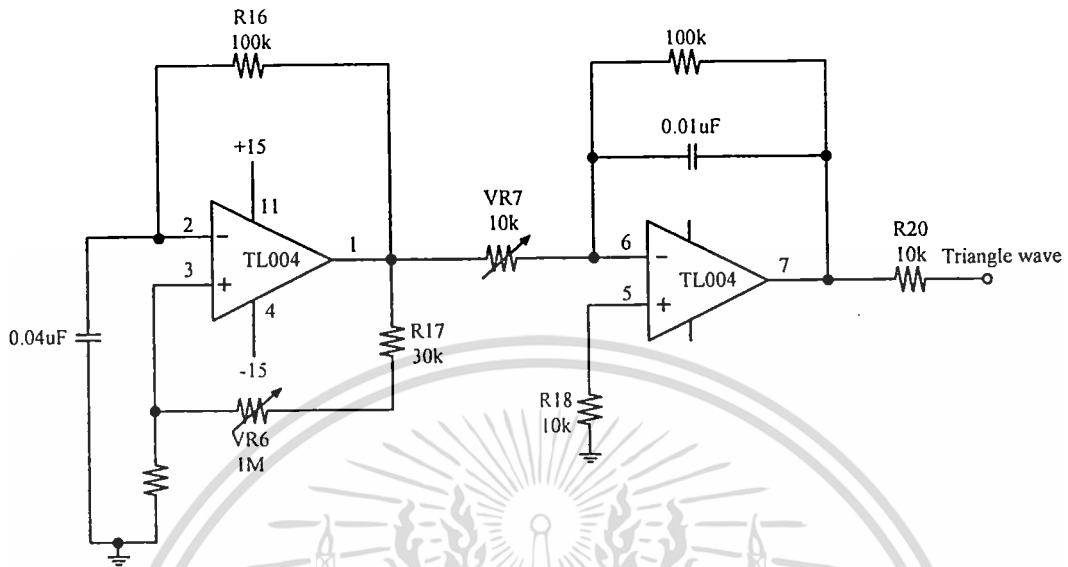 R16
100k
100k
0.01uF
+15
11
2
TL004
1
3
4
-15
0.04uF
R17
30k
VR6
1M
VR7
10k
6
TL004
7
5
R18
10k
R20
10k
Triangle wave